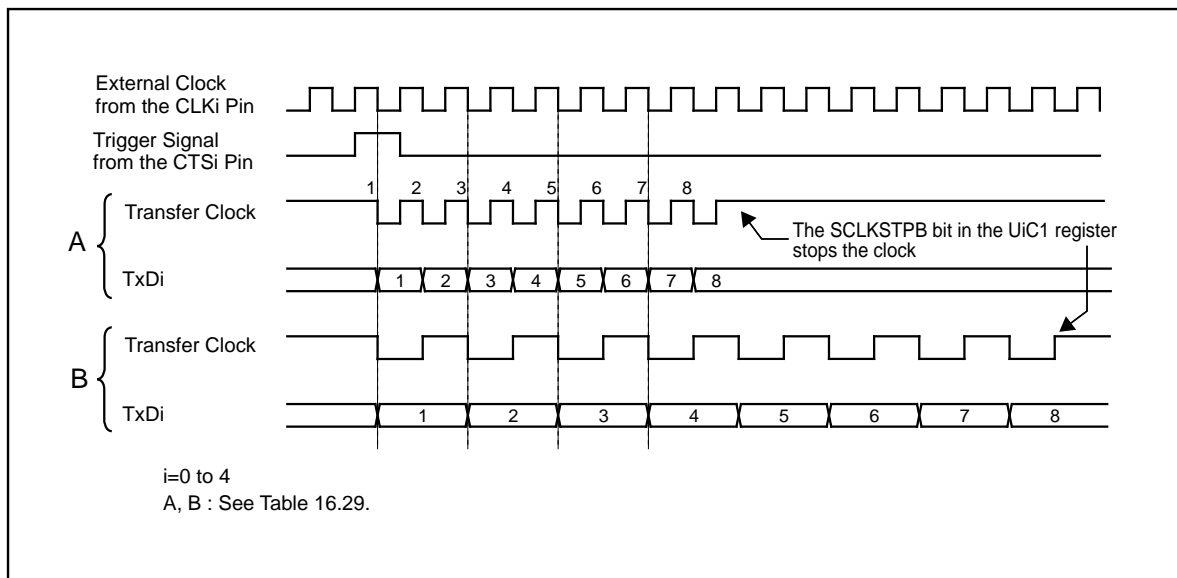 External Clock
from the CLKi Pin
Trigger Signal
from the CTSi Pin
1 2 3 4 5 6 7 8
A
Transfer Clock
The SCLKSTPB bit in the UiC1 register
stops the clock
TxDi
1 2 3 4 5 6 7 8
B
Transfer Clock
TxDi
1 2 3 4 5 6 7 8
i=0 to 4
A, B : See Table 16.29.